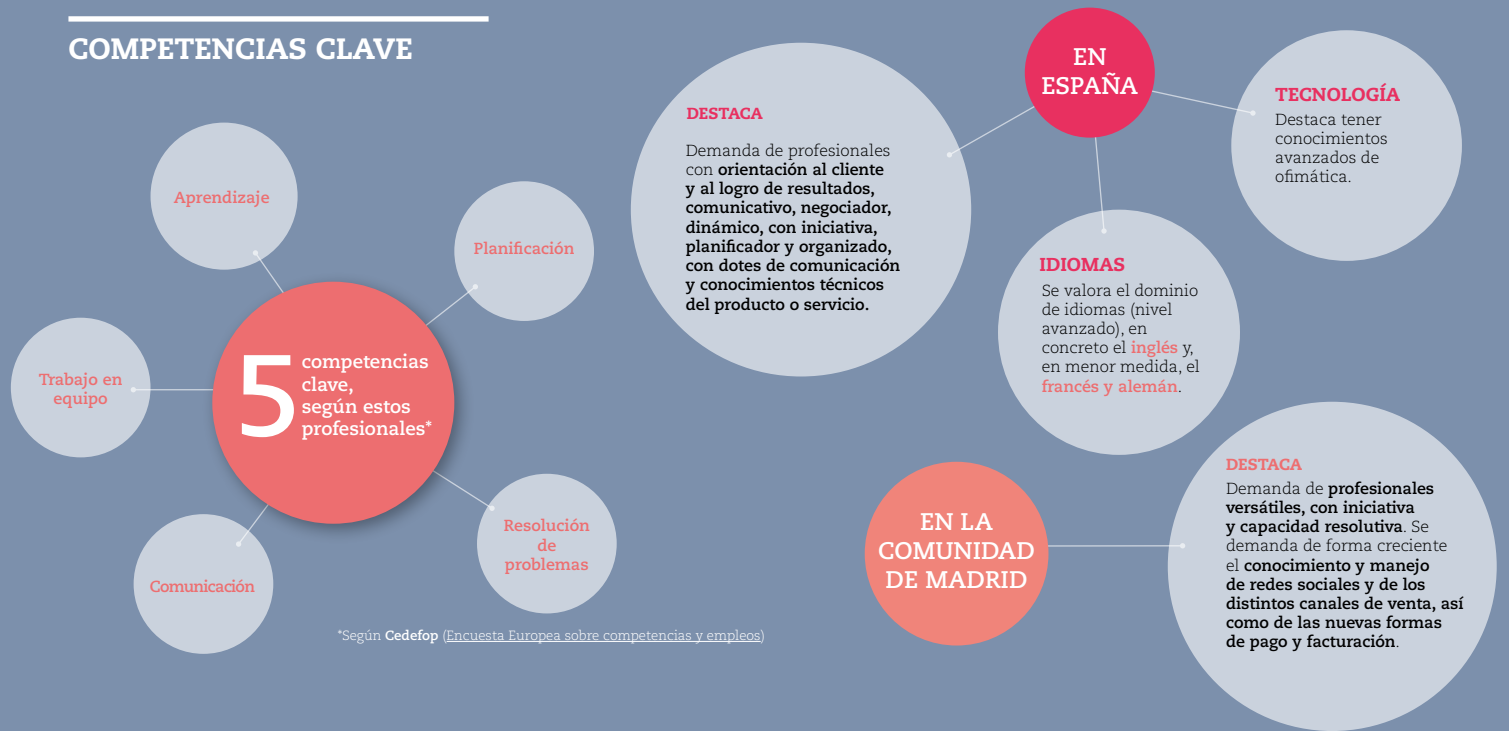 COMPETENCIAS CLAVE
Aprendizaje
Planificación
Trabajo en
equipo
5 competencias
clave,
según estos
profesionales*
Comunicación
Resolución
de
problemas
*Según Cedefop (Encuesta Europea sobre competencias y empleos)
EN
ESPAÑA
DESTACA
Demanda de profesionales
con orientación al cliente
y al logro de resultados,
comunicativo, negociador,
dinámico, con iniciativa,
planificador y organizado,
con dotes de comunicación
y conocimientos técnicos
del producto o servicio.
TECNOLOGÍA
Destaca tener
conocimientos
avanzados de
ofimática.
IDIOMAS
Se valora el dominio
de idiomas (nivel
avanzado), en
concreto el inglés y,
en menor medida, el
francés y alemán.
EN LA
COMUNIDAD
DE MADRID
DESTACA
Demanda de profesionales
versátiles, con iniciativa
y capacidad resolutiva. Se
demanda de forma creciente
el conocimiento y manejo
de redes sociales y de los
distintos canales de venta, así
como de las nuevas formas
de pago y facturación.